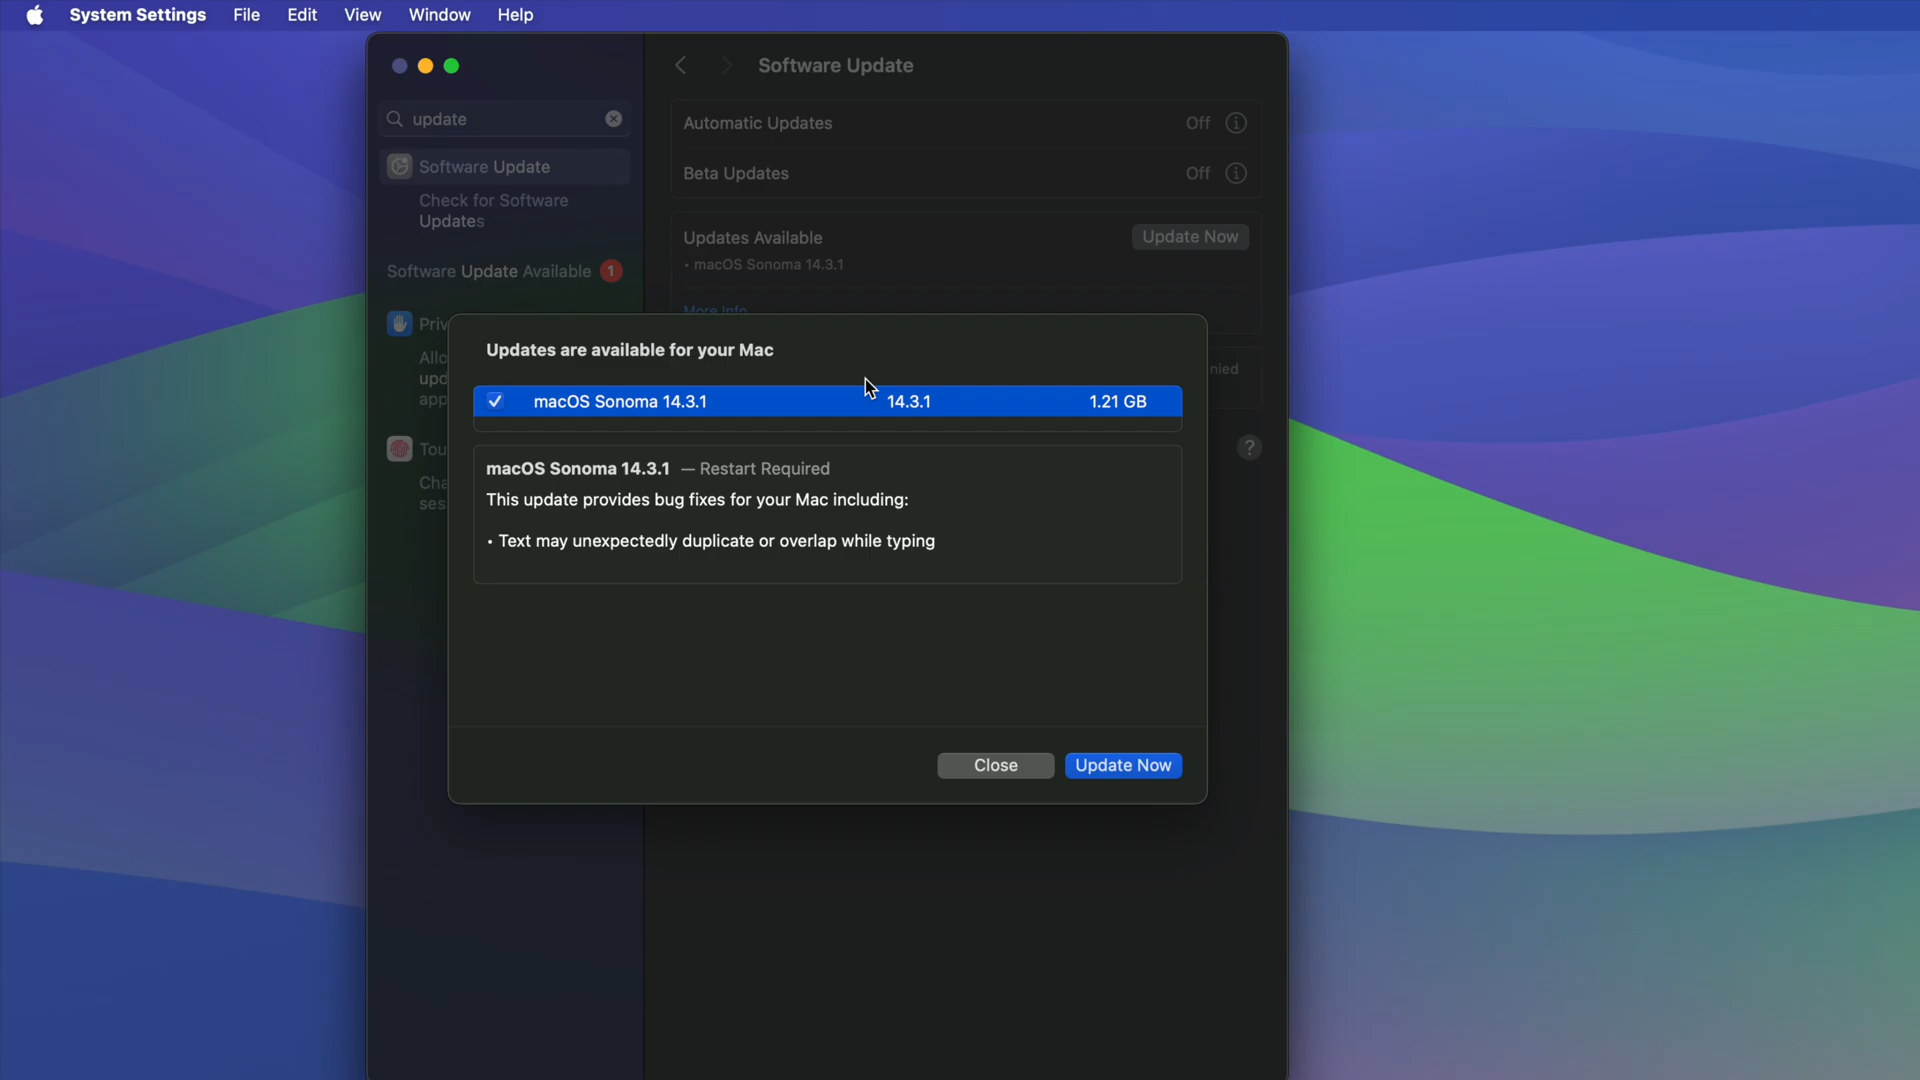 System Settings File Edit View Window Help
Software Update
update
Automatic Updates Off
Software Update
Beta Updates Off
Check for Software
Updates
Updates Available Update Now
• macOS Sonoma 14.3.1
Software Update Available 1
More Info
Updates are available for your Mac
macOS Sonoma 14.3.1 14.3.1 1.21 GB
macOS Sonoma 14.3.1 — Restart Required
This update provides bug fixes for your Mac including:
• Text may unexpectedly duplicate or overlap while typing
?
Close Update Now